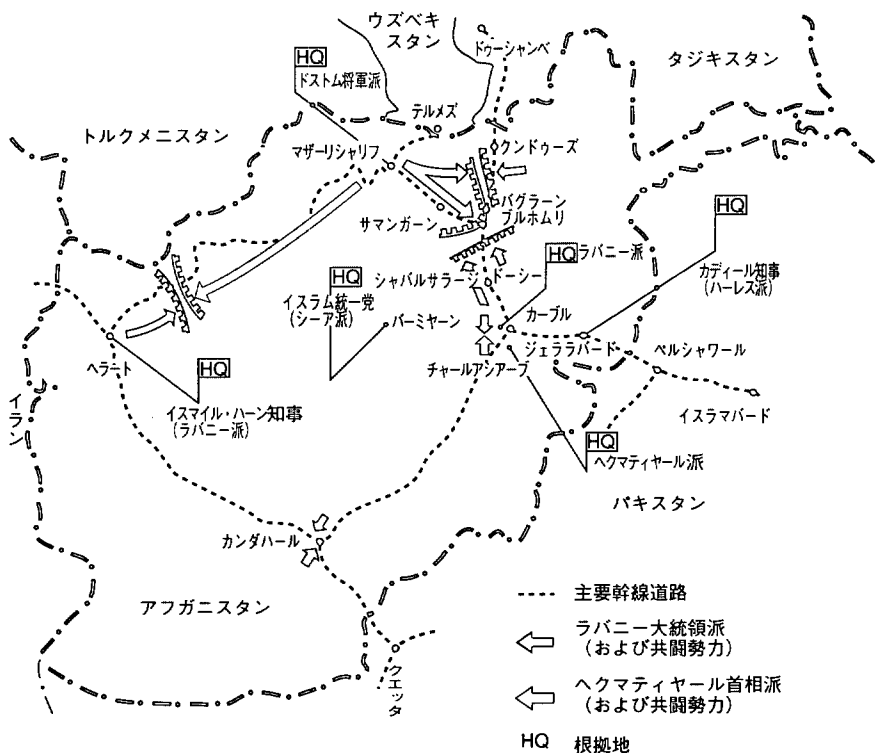 ウズベキ
スタン
ドゥーシャンベ
タジキスタン
HQ
ドストム将軍派
テルメズ
トルクメニスタン
マザーリシャリフ
クンドゥーズ
バグラーン
プルホムリ
サマンガーン
HQ
HQ
ラバニー派
ドーシー
シャバルサラージ
カディール知事
(ハーレス派)
HQ
イスラム統一党
(シーア派)
バーミヤーン
カーブル
ジェララバード
ペルシャワール
チャールアシアーブ
イスラマバード
ヘラート
HQ
イスマイル・ハーン知事
(ラバニー派)
イラン
HQ
ヘクマティヤール派
パキスタン
カンダハール
アフガニスタン
クエッタ
主要幹線道路
ラバニー大統領派
(および共闘勢力)
ヘクマティヤール首相派
(および共闘勢力)
HQ 根拠地